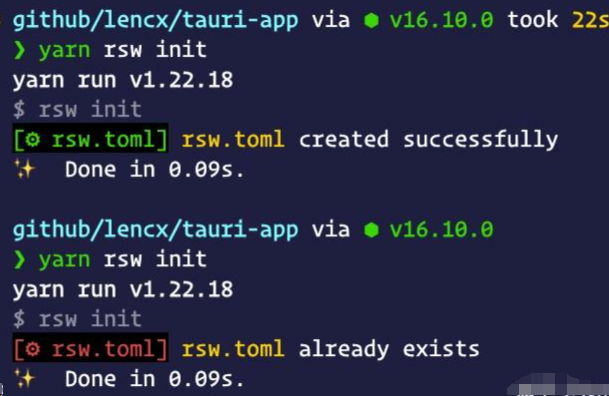 github/lencx/tauri-app via ⬢ v16.10.0 took 22s
❯ yarn rsw init
yarn run v1.22.18
$ rsw init
[⚙ rsw.toml] rsw.toml created successfully
✨ Done in 0.09s.
github/lencx/tauri-app via ⬢ v16.10.0
❯ yarn rsw init
yarn run v1.22.18
$ rsw init
[⚙ rsw.toml] rsw.toml already exists
✨ Done in 0.09s.